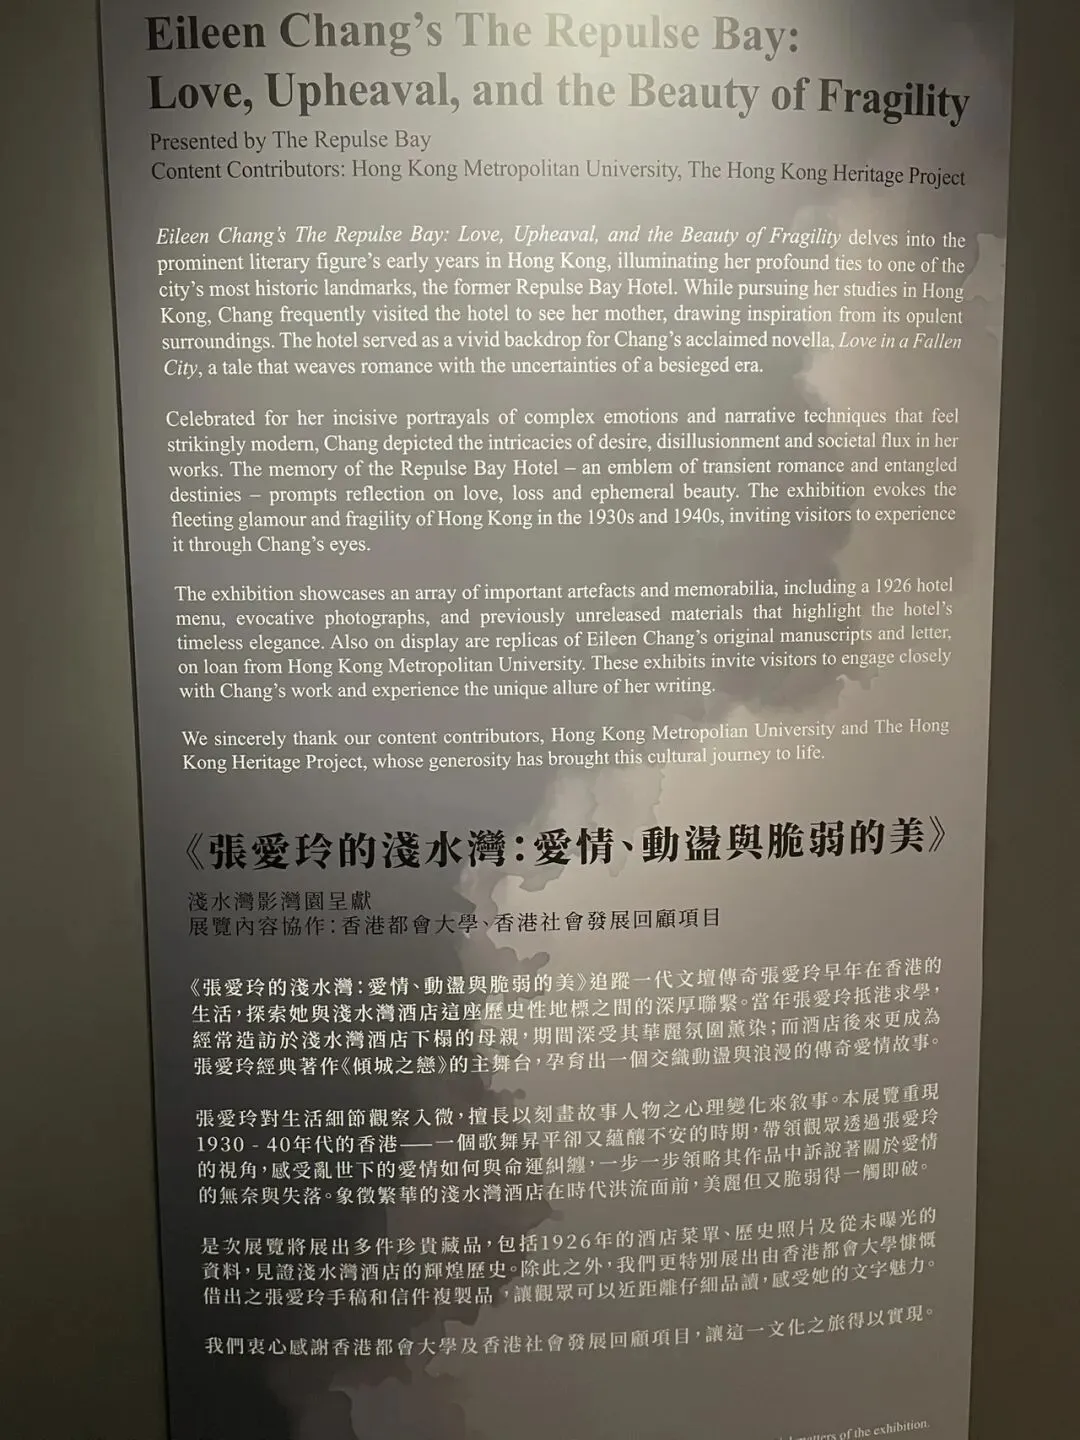 Eileen Chang's The Repulse Bay:
Love, Upheaval, and the Beauty of Fragility
Presented by The Repulse Bay
Content Contributors: Hong Kong Metropolitan University, The Hong Kong Heritage Project
Eileen Chang's The Repulse Bay: Love, Upheaval, and the Beauty of Fragility delves into the
prominent literary figure's early years in Hong Kong, illuminating her profound ties to one of the
city's most historic landmarks, the former Repulse Bay Hotel. While pursuing her studies in Hong
Kong, Chang frequently visited the hotel to see her mother, drawing inspiration from its opulent
surroundings. The hotel served as a vivid backdrop for Chang's acclaimed novella, Love in a Fallen
City, a tale that weaves romance with the uncertainties of a besieged era.
Celebrated for her incisive portrayals of complex emotions and narrative techniques that feel
strikingly modern, Chang depicted the intricacies of desire, disillusionment and societal flux in her
works. The memory of the Repulse Bay Hotel – an emblem of transient romance and entangled
destinies – prompts reflection on love, loss and ephemeral beauty. The exhibition evokes the
fleeting glamour and fragility of Hong Kong in the 1930s and 1940s, inviting visitors to experience
it through Chang's eyes.
The exhibition showcases an array of important artefacts and memorabilia, including a 1926 hotel
menu, evocative photographs, and previously unreleased materials that highlight the hotel's
timeless elegance. Also on display are replicas of Eileen Chang's original manuscripts and letter,
on loan from Hong Kong Metropolitan University. These exhibits invite visitors to engage closely
with Chang's work and experience the unique allure of her writing.
We sincerely thank our content contributors, Hong Kong Metropolian University and The Hong
Kong Heritage Project, whose generosity has brought this cultural journey to life.
《張愛玲的淺水灣：愛情、動盪與脆弱的美》
淺水灣影灣園呈獻
展覽內容協作：香港都會大學、香港社會發展回顧項目
《張愛玲的淺水灣：愛情、動盪與脆弱的美》追蹤一代文壇傳奇張愛玲早年在香港的
生活，探索她與淺水灣酒店這座歷史性地標之間的深厚聯繫。當年張愛玲抵港求學，
經常造訪於淺水灣酒店下榻的母親，期間深受其華麗氛圍薰染；而酒店後來更成為
張愛玲經典著作《傾城之戀》的主舞台，孕育出一個交織動盪與浪漫的傳奇愛情故事。
張愛玲對生活細節觀察入微，擅長以刻畫故事人物之心理變化來敘事。本展覽重現
1930 - 40年代的香港——一個歌舞昇平卻又蘊釀不安的時期，帶領觀眾透過張愛玲
的視角，感受亂世下的愛情如何與命運糾纏，一步一步領略其作品中訴說著關於愛情
的無奈與失落。象徵繁華的淺水灣酒店在時代洪流面前，美麗但又脆弱得一觸即破。
是次展覽將展出多件珍貴藏品，包括1926年的酒店菜單、歷史照片及從未曝光的
資料，見證淺水灣酒店的輝煌歷史。除此之外，我們更特別展出由香港都會大學慷慨
借出之張愛玲手稿和信件複製品，讓觀眾可以近距離仔細品讀，感受她的文字魅力。
我們衷心感謝香港都會大學及香港社會發展回顧項目，讓這一文化之旅得以實現。
matters of the exhibition.